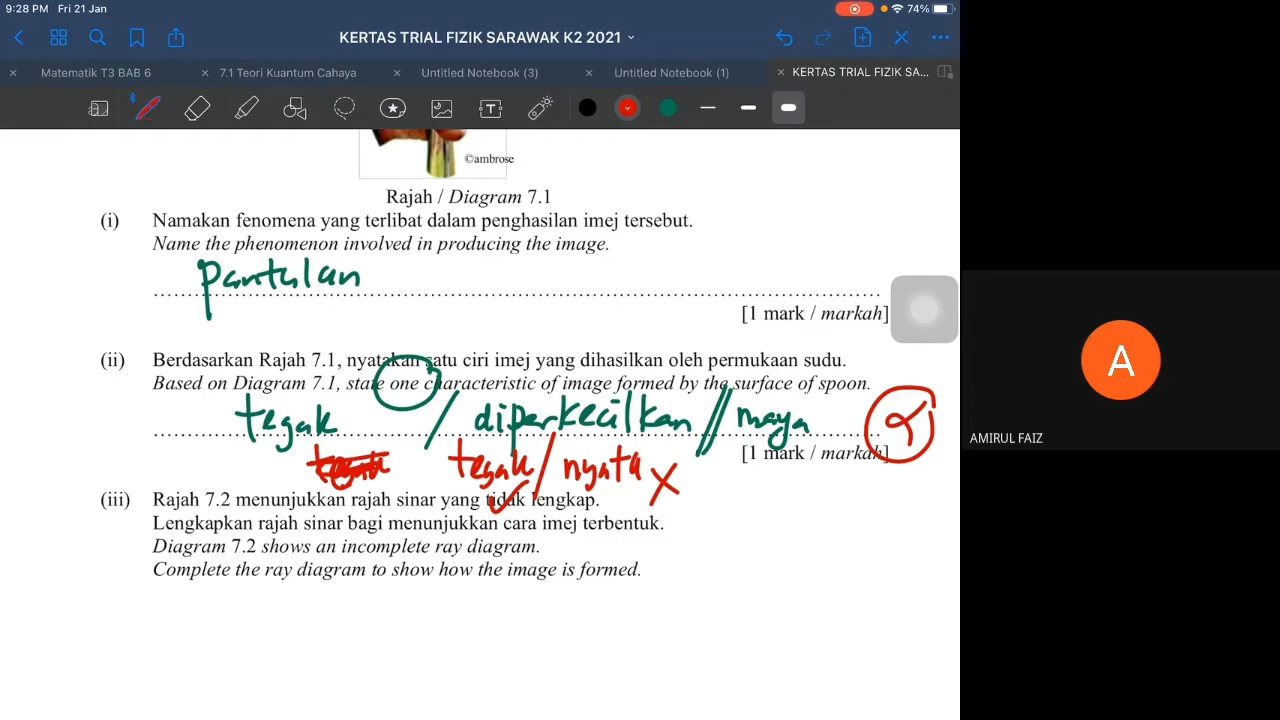 9:28 PM Fri 21 Jan 74%
KERTAS TRIAL FIZIK SARAWAK K2 2021
Matematik T3 BAB 6 7.1 Teori Kuantum Cahaya Untitled Notebook (3) Untitled Notebook (1) KERTAS TRIAL FIZIK SA...
©ambrose
Rajah / Diagram 7.1
(i) Namakan fenomena yang terlibat dalam penghasilan imej tersebut.
Name the phenomenon involved in producing the image.
pantulan
[1 mark / markah]
(ii) Berdasarkan Rajah 7.1, nyatakan satu ciri imej yang dihasilkan oleh permukaan sudu.
Based on Diagram 7.1, state one characteristic of image formed by the surface of spoon.
tegak / diperkecilkan // maya
[1 mark / markah]
tegak / nyata X
(iii) Rajah 7.2 menunjukkan rajah sinar yang tidak lengkap.
Lengkapkan rajah sinar bagi menunjukkan cara imej terbentuk.
Diagram 7.2 shows an incomplete ray diagram.
Complete the ray diagram to show how the image is formed.
A
AMIRUL FAIZ